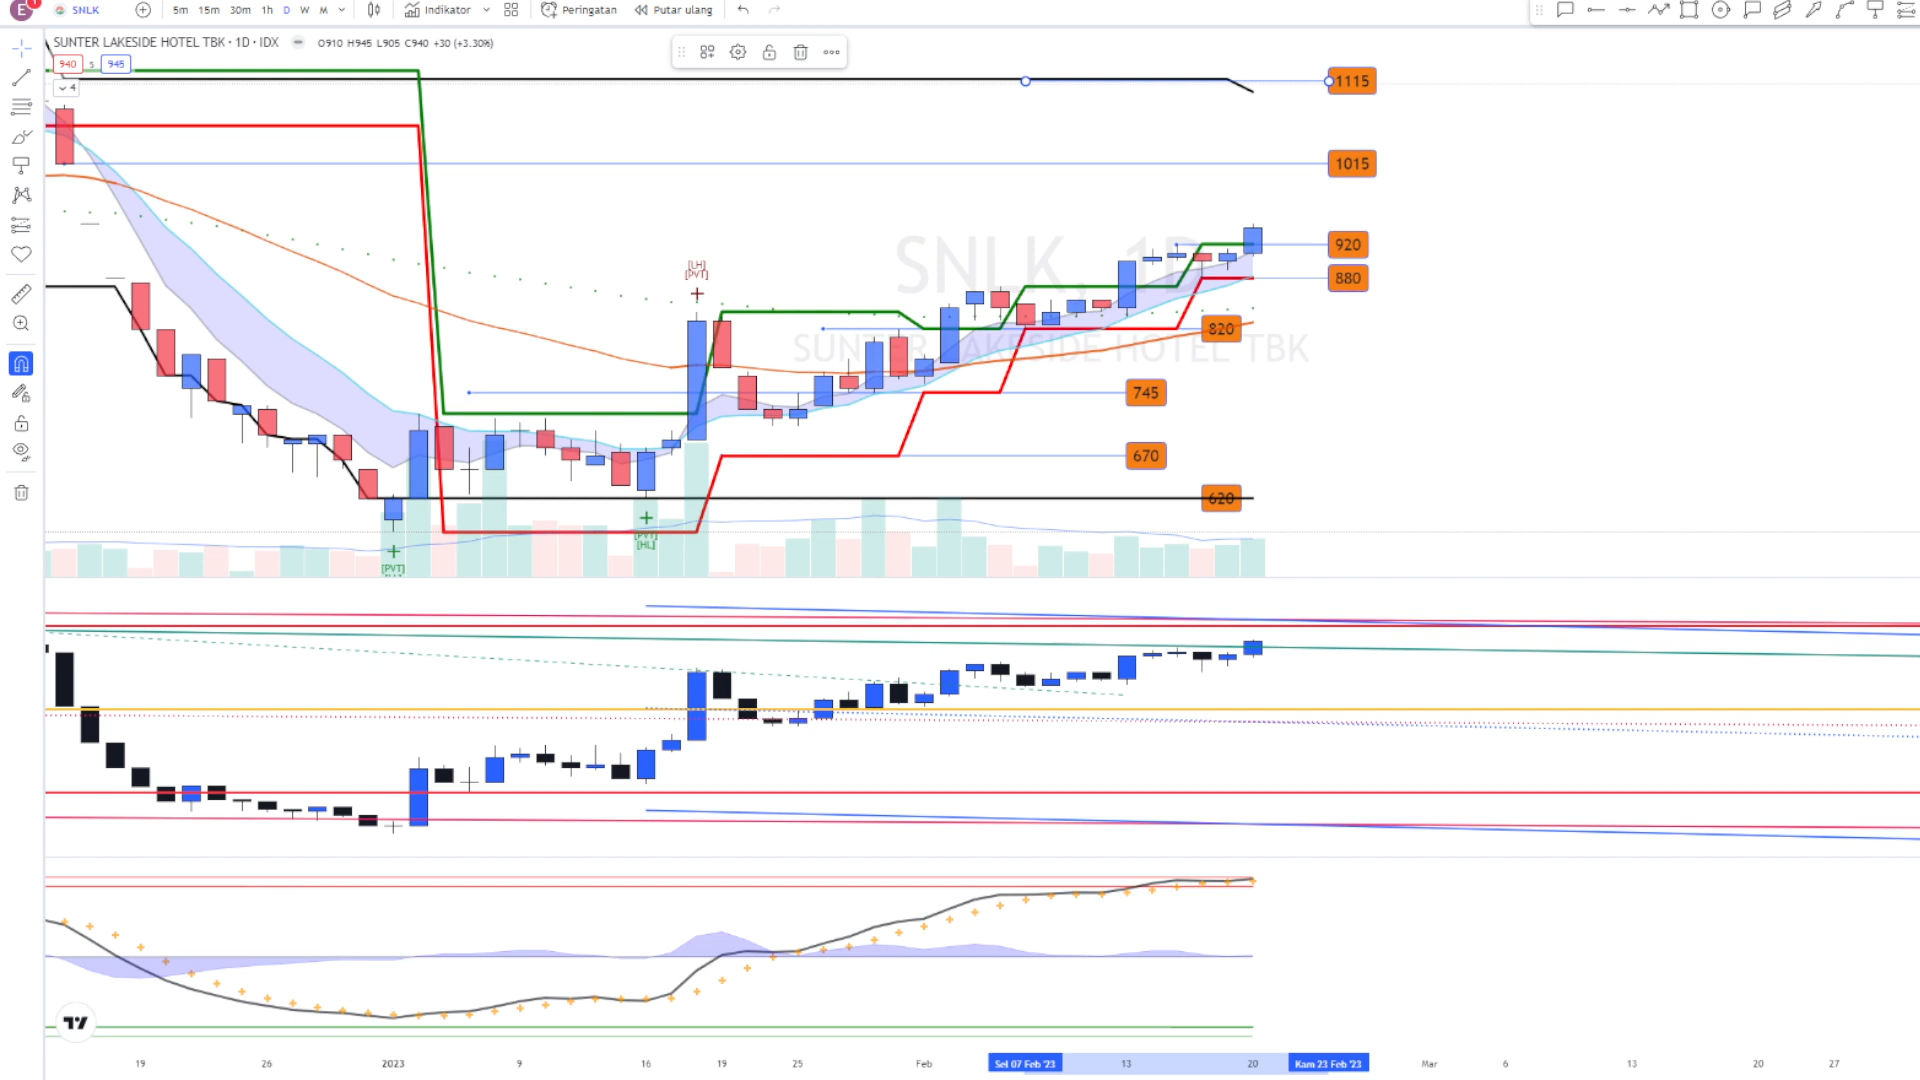 E 1 SNLK 5m 15m 30m 1h D W M Indikator Peringatan Putar ulang
SUNTER LAKESIDE HOTEL TBK · 1D · IDX O910 H945 L905 C940 +30 (+3.30%)
940 5 945
4
1115
1015
SNLK, 1D
SUNTER LAKESIDE HOTEL TBK
920
880
820
745
670
620
[LH]
[PVT]
[PVT]
[HL]
[PVT]
19 26 2023 9 16 19 25 Feb Sel 07 Feb '23 13 20 Kam 23 Feb '23 Mar 6 13 20 27